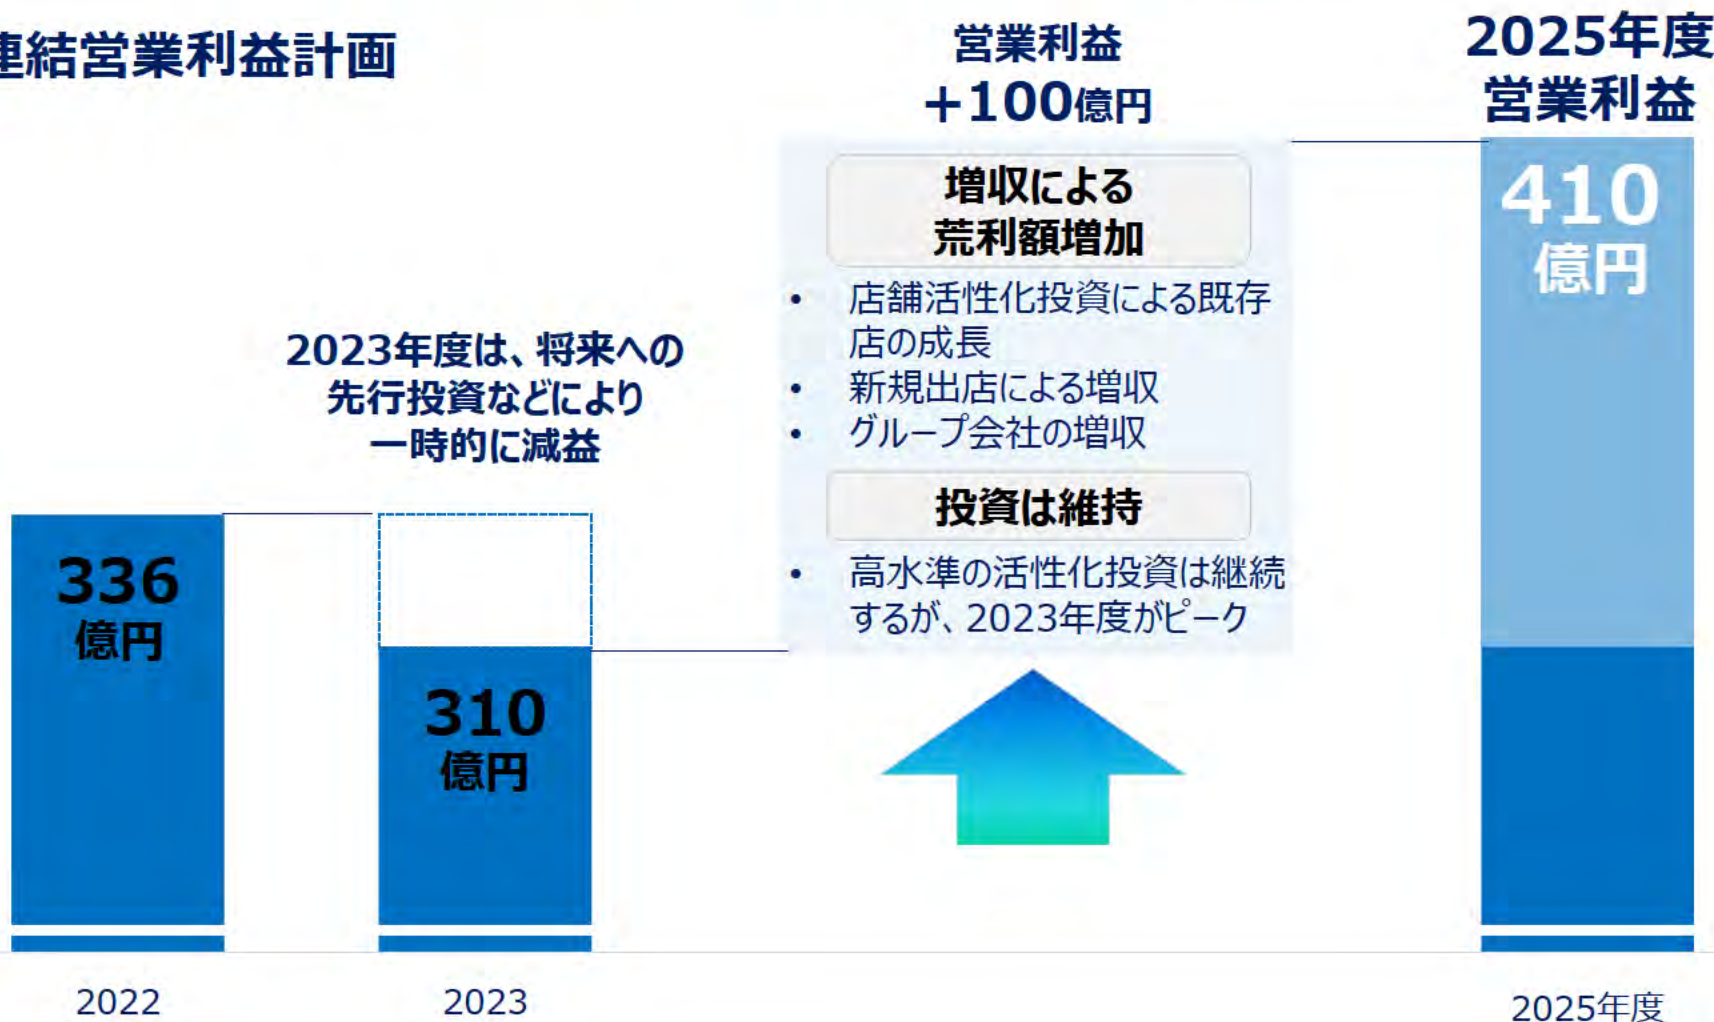 連結営業利益計画
営業利益
+100億円
2025年度
営業利益
増収による
荒利額増加
• 店舗活性化投資による既存
店の成長
• 新規出店による増収
• グループ会社の増収
投資は維持
• 高水準の活性化投資は継続
するが、2023年度がピーク
410
億円
2023年度は、将来への
先行投資などにより
一時的に減益
336
億円
310
億円
2022
2023
2025年度